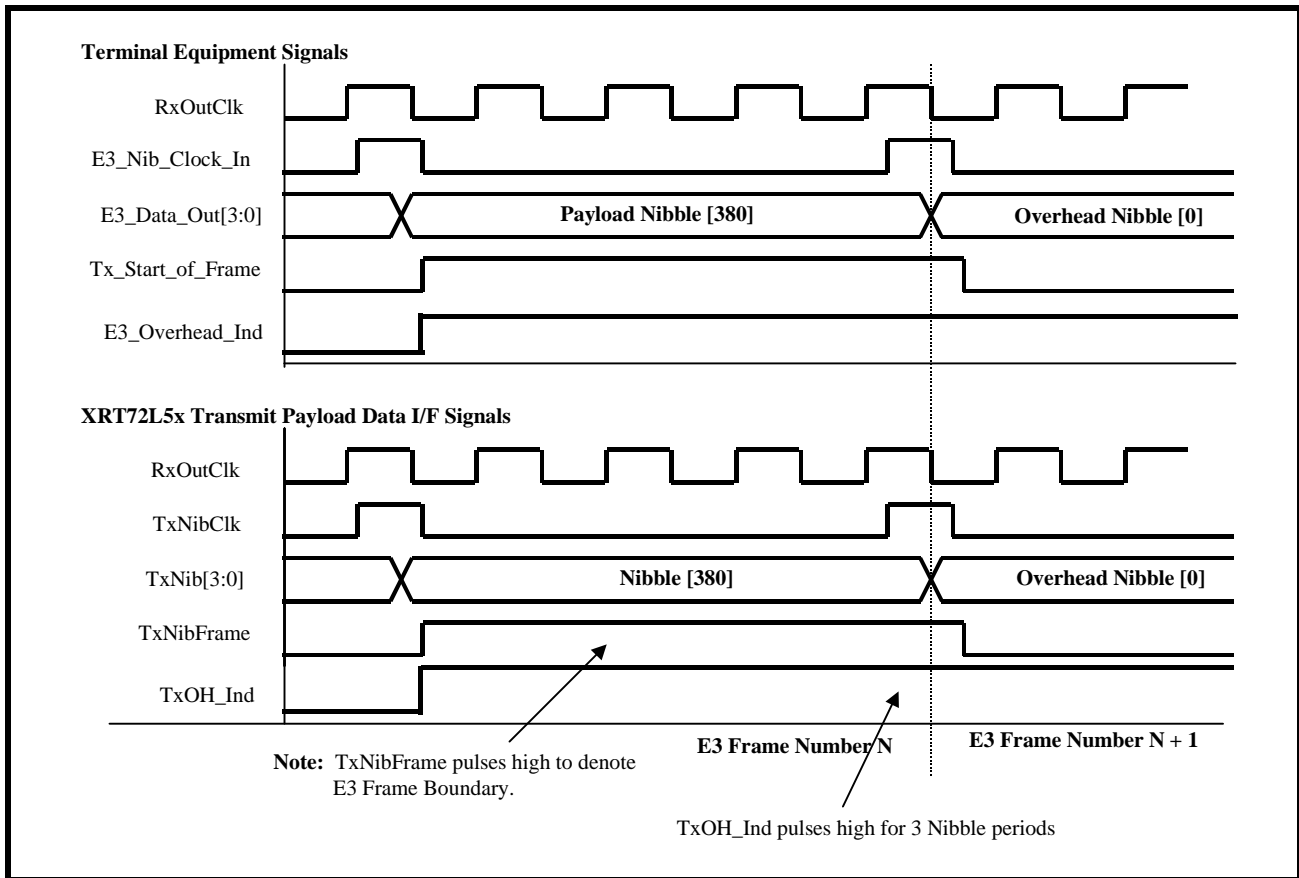 Terminal Equipment Signals
RxOutClk
E3_Nib_Clock_In
E3_Data_Out[3:0]
Payload Nibble [380]
Overhead Nibble [0]
Tx_Start_of_Frame
E3_Overhead_Ind
XRT72L5x Transmit Payload Data I/F Signals
RxOutClk
TxNibClk
TxNib[3:0]
Nibble [380]
Overhead Nibble [0]
TxNibFrame
TxOH_Ind
E3 Frame Number N
E3 Frame Number N + 1
Note: TxNibFrame pulses high to denote
E3 Frame Boundary.
TxOH_Ind pulses high for 3 Nibble periods